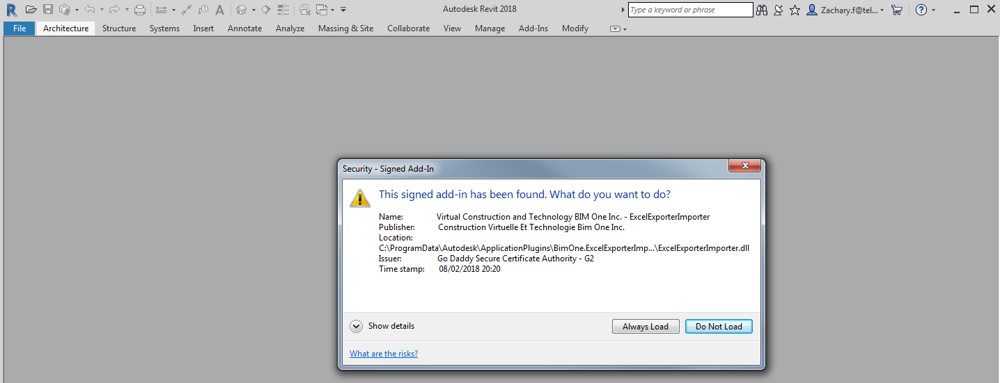 Autodesk Revit 2018
Type a keyword or phrase
Zachary.f@tel...
File Architecture Structure Systems Insert Annotate Analyze Massing & Site Collaborate View Manage Add-Ins Modify
Security - Signed Add-In
This signed add-in has been found. What do you want to do?
Name: Virtual Construction and Technology BIM One Inc. - ExcelExporterImporter
Publisher: Construction Virtuelle Et Technologie Bim One Inc.
Location:
C:\ProgramData\Autodesk\ApplicationPlugins\BimOne.ExcelExporterImp...\ExcelExporterImporter.dll
Issuer: Go Daddy Secure Certificate Authority - G2
Time stamp: 08/02/2018 20:20
Show details
Always Load
Do Not Load
What are the risks?